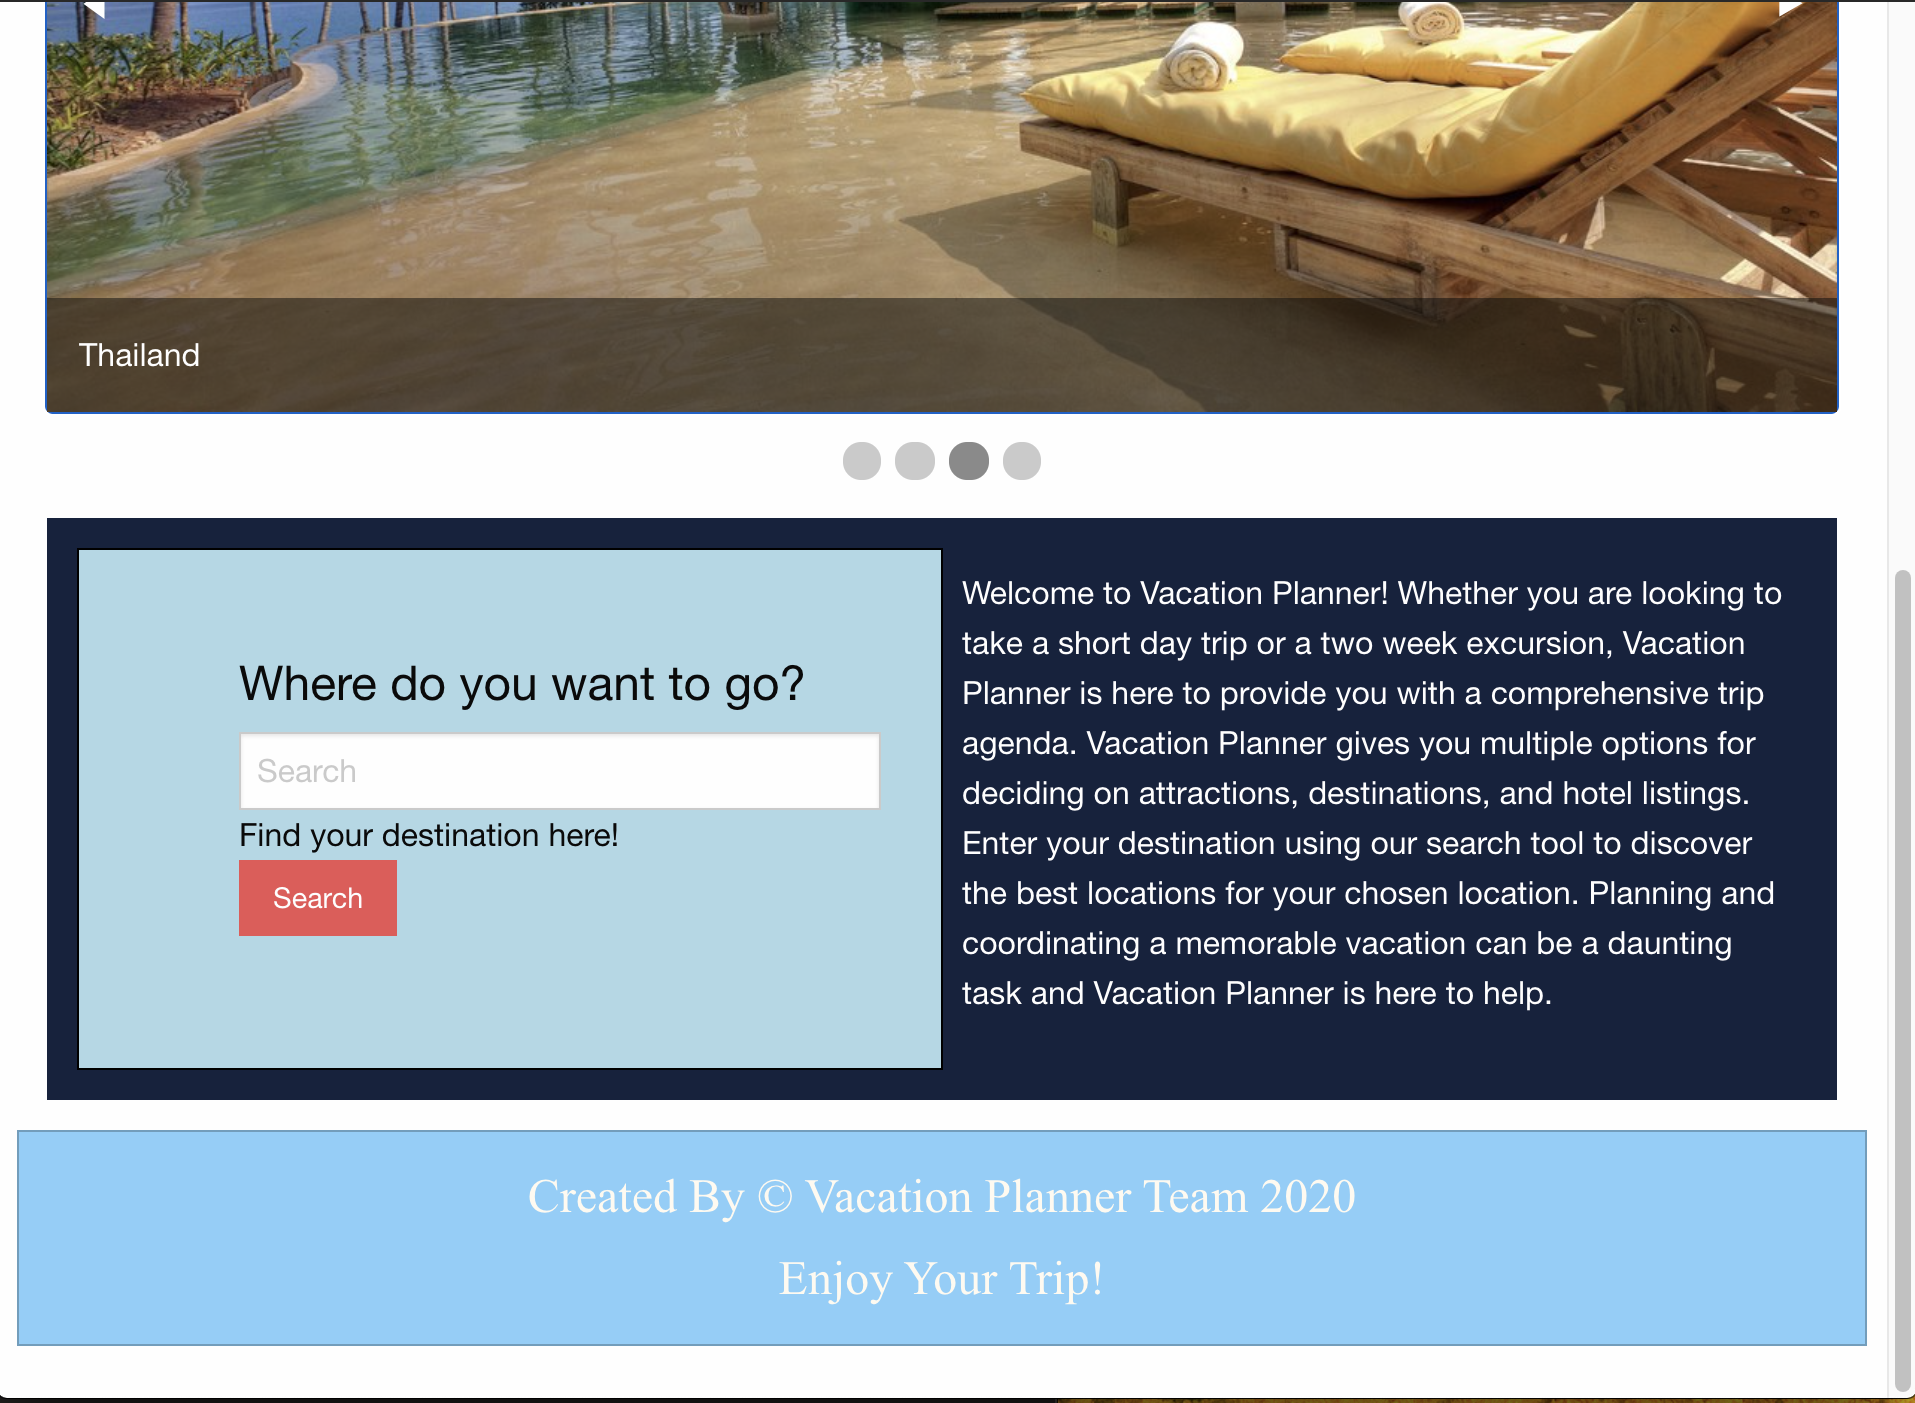 Thailand
Where do you want to go?
Search
Find your destination here!
Search
Welcome to Vacation Planner! Whether you are looking to
take a short day trip or a two week excursion, Vacation
Planner is here to provide you with a comprehensive trip
agenda. Vacation Planner gives you multiple options for
deciding on attractions, destinations, and hotel listings.
Enter your destination using our search tool to discover
the best locations for your chosen location. Planning and
coordinating a memorable vacation can be a daunting
task and Vacation Planner is here to help.
Created By © Vacation Planner Team 2020
Enjoy Your Trip!